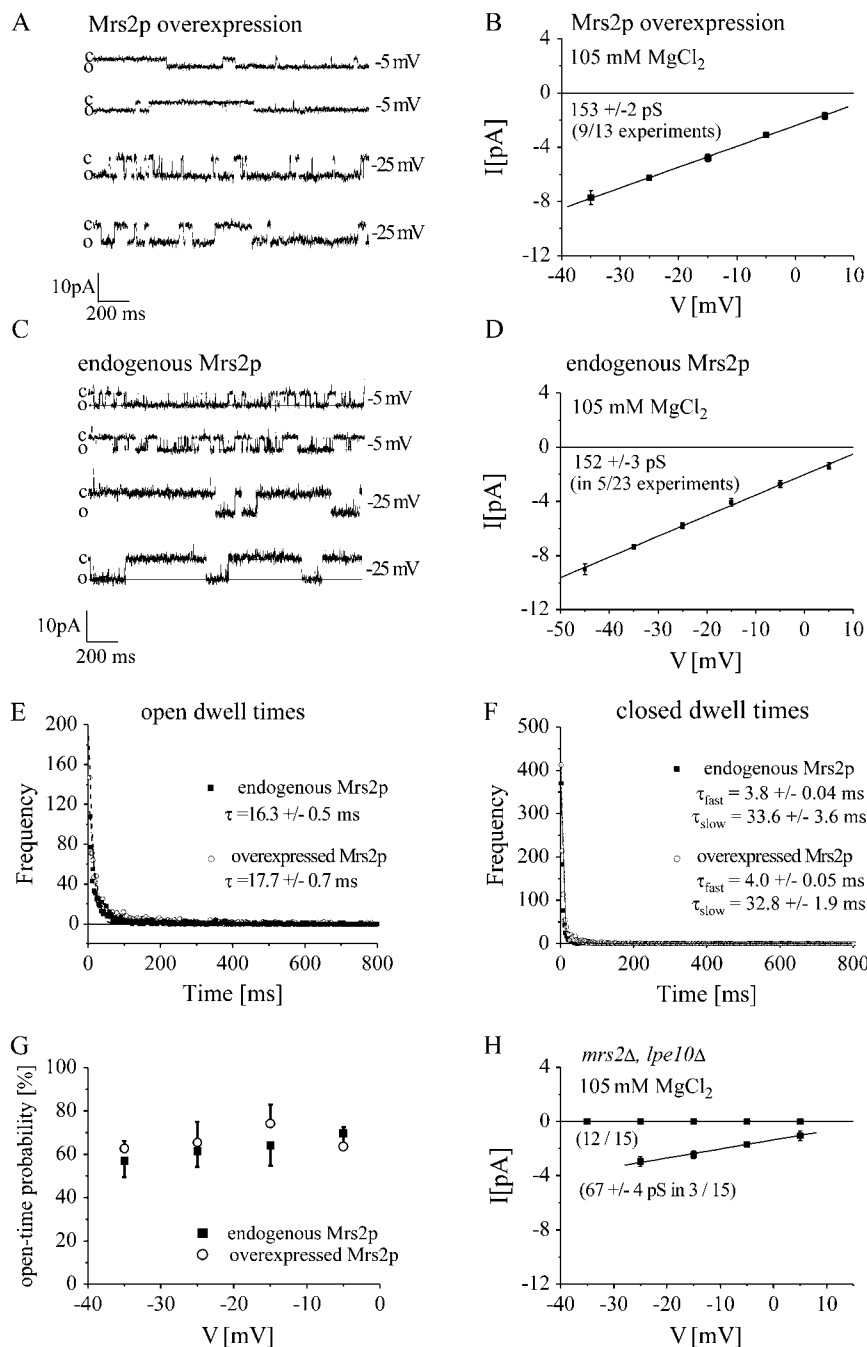 A
Mrs2p overexpression
c
o
-5 mV
c
o
-5 mV
c
o
-25 mV
c
o
-25 mV
10pA
200 ms
B
Mrs2p overexpression
105 mM MgCl2
153 +/-2 pS
(9/13 experiments)
I[pA]
4
0
-4
-8
-12
-40 -30 -20 -10 0 10
V [mV]
C
endogenous Mrs2p
c
o
-5 mV
c
o
-5 mV
c
o
-25 mV
c
o
-25 mV
10pA
200 ms
D
endogenous Mrs2p
105 mM MgCl2
152 +/-3 pS
(in 5/23 experiments)
I[pA]
4
0
-4
-8
-12
-50 -40 -30 -20 -10 0 10
V [mV]
E
open dwell times
endogenous Mrs2p
τ =16.3 +/- 0.5 ms
overexpressed Mrs2p
τ = 17.7 +/- 0.7 ms
Frequency
200
160
120
80
40
0
0 200 400 600 800
Time [ms]
F
closed dwell times
endogenous Mrs2p
τfast = 3.8 +/- 0.04 ms
τslow = 33.6 +/- 3.6 ms
overexpressed Mrs2p
τfast = 4.0 +/- 0.05 ms
τslow = 32.8 +/- 1.9 ms
Frequency
500
400
300
200
100
0
0 200 400 600 800
Time [ms]
G
open-time probability [%]
100
80
60
40
20
0
endogenous Mrs2p
overexpressed Mrs2p
-40 -30 -20 -10 0
V [mV]
H
mrs2Δ, lpe10Δ
105 mM MgCl2
(12 / 15)
(67 +/- 4 pS in 3 / 15)
I[pA]
4
0
-4
-8
-12
-40 -30 -20 -10 0 10
V [mV]